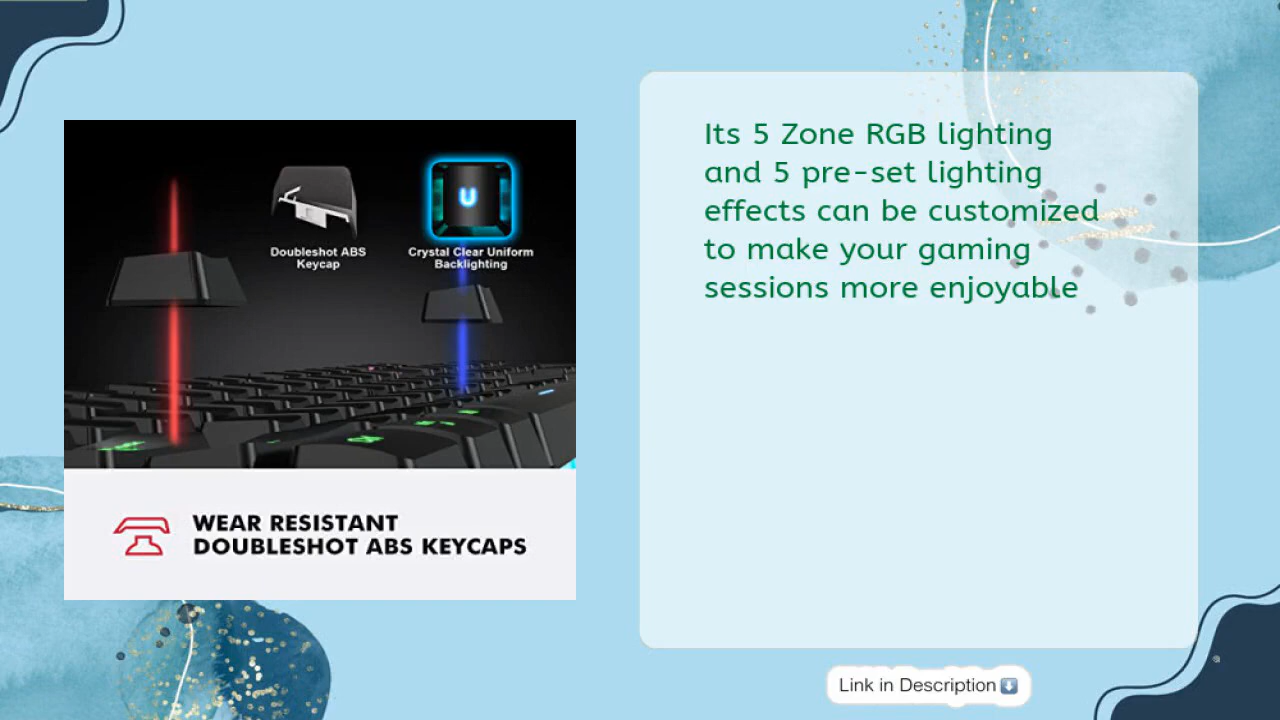 Doubleshot ABS
Keycap
U
Crystal Clear Uniform
Backlighting
WEAR RESISTANT
DOUBLESHOT ABS KEYCAPS
Its 5 Zone RGB lighting
and 5 pre-set lighting
effects can be customized
to make your gaming
sessions more enjoyable
Link in Description